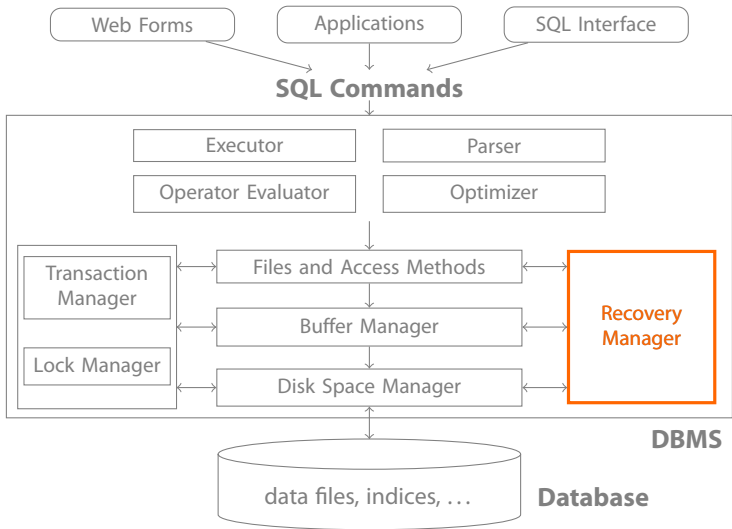 Web Forms
Applications
SQL Interface
SQL Commands
Executor
Parser
Operator Evaluator
Optimizer
Transaction
Manager
Files and Access Methods
Recovery
Manager
Buffer Manager
Lock Manager
Disk Space Manager
DBMS
data files, indices, …
Database